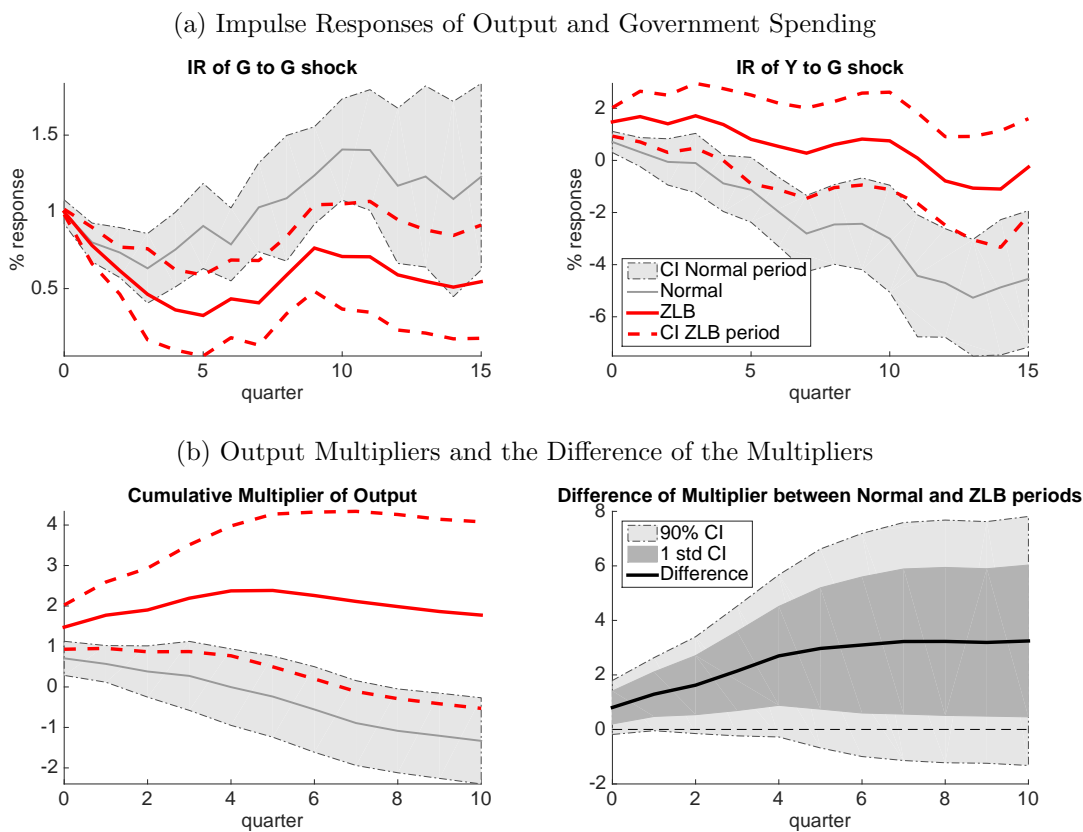 (a) Impulse Responses of Output and Government Spending
IR of G to G shock
% response
1.5
1
0.5
0 5 10 15
quarter
IR of Y to G shock
% response
2
0
-2
-4
-6
CI Normal period
Normal
ZLB
CI ZLB period
0 5 10 15
quarter
(b) Output Multipliers and the Difference of the Multipliers
Cumulative Multiplier of Output
4
3
2
1
0
-1
-2
0 2 4 6 8 10
quarter
Difference of Multiplier between Normal and ZLB periods
8
6
4
2
0
-2
90% CI
1 std CI
Difference
0 2 4 6 8 10
quarter